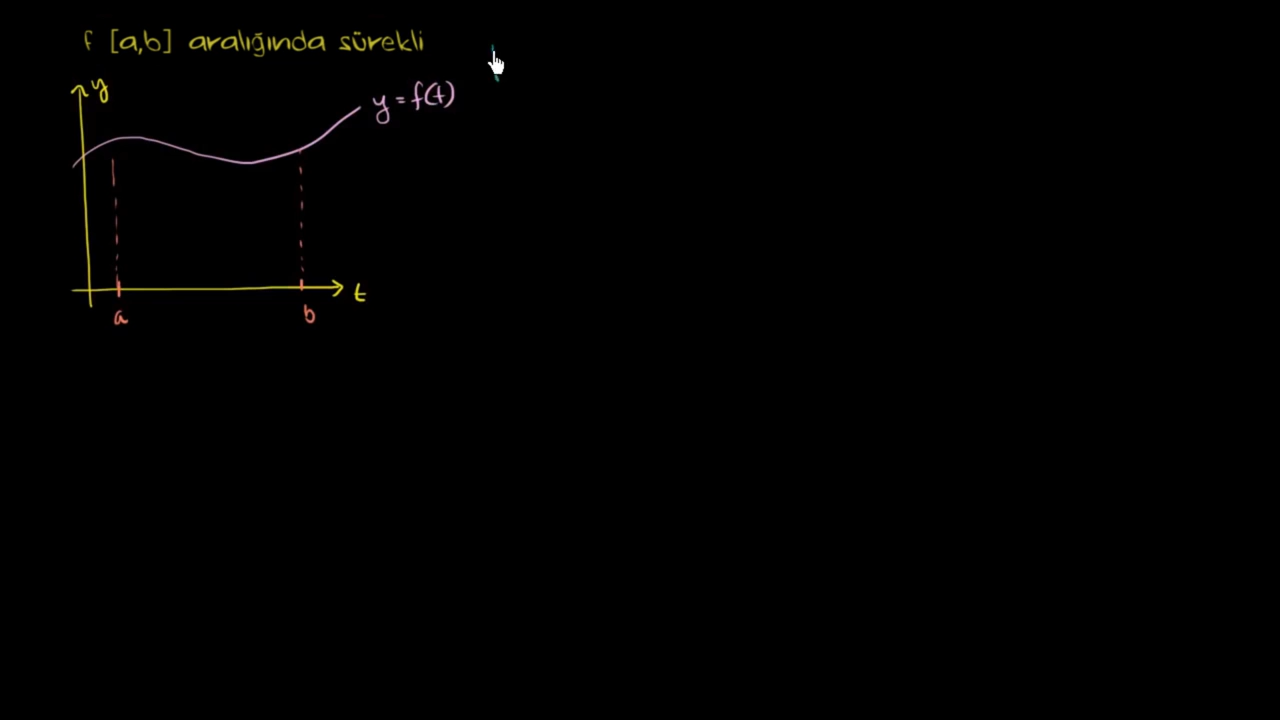 f [a,b] aralığında sürekli
y
y = f(t)
t
a
b